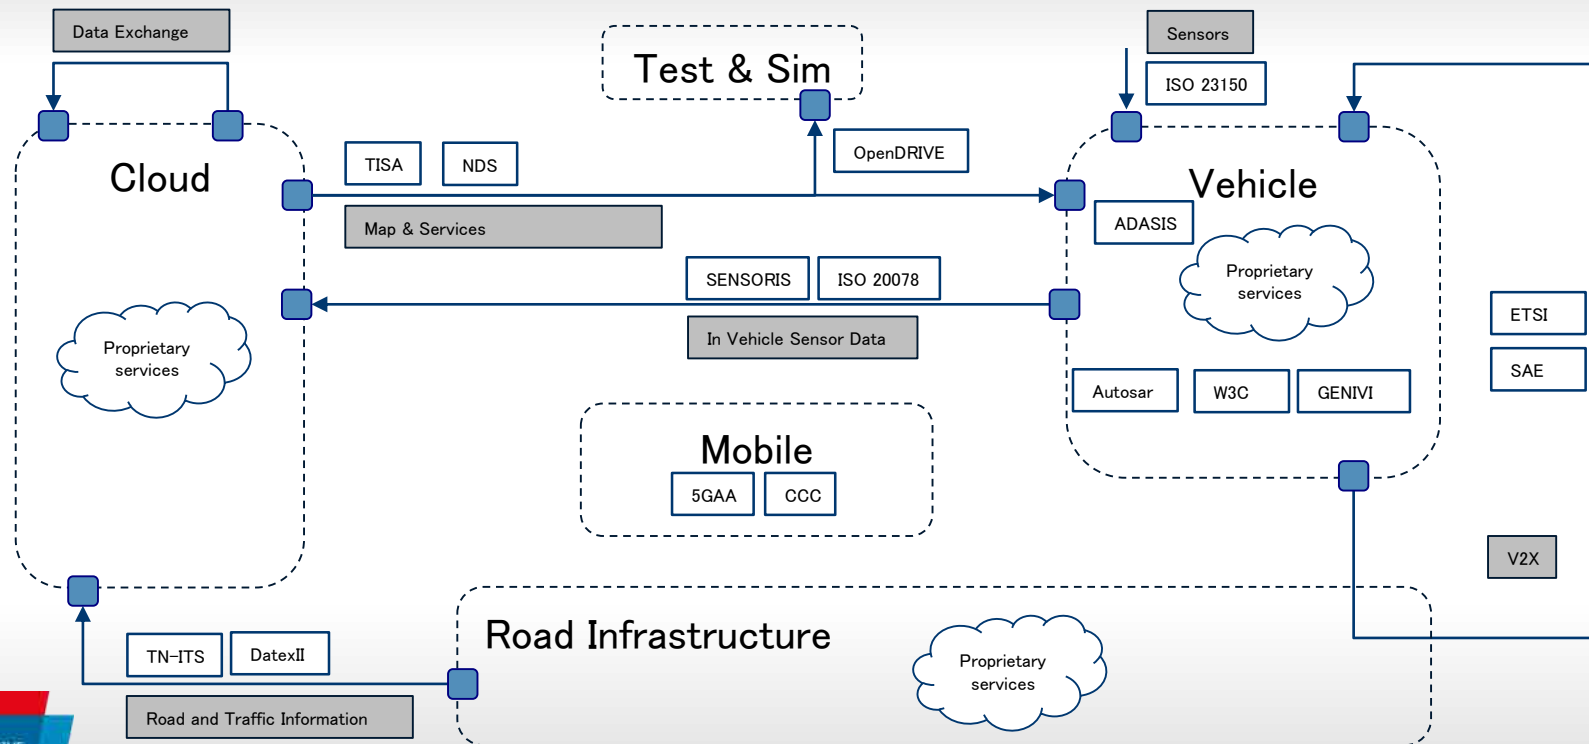 Data Exchange
Test & Sim
Sensors
ISO 23150
Cloud
TISA
NDS
OpenDRIVE
Map & Services
Vehicle
ADASIS
Proprietary
services
SENSORIS
ISO 20078
In Vehicle Sensor Data
Proprietary
services
Autosar
W3C
GENIVI
ETSI
SAE
Mobile
5GAA
CCC
V2X
Road Infrastructure
Proprietary
services
TN-ITS
DatexII
Road and Traffic Information